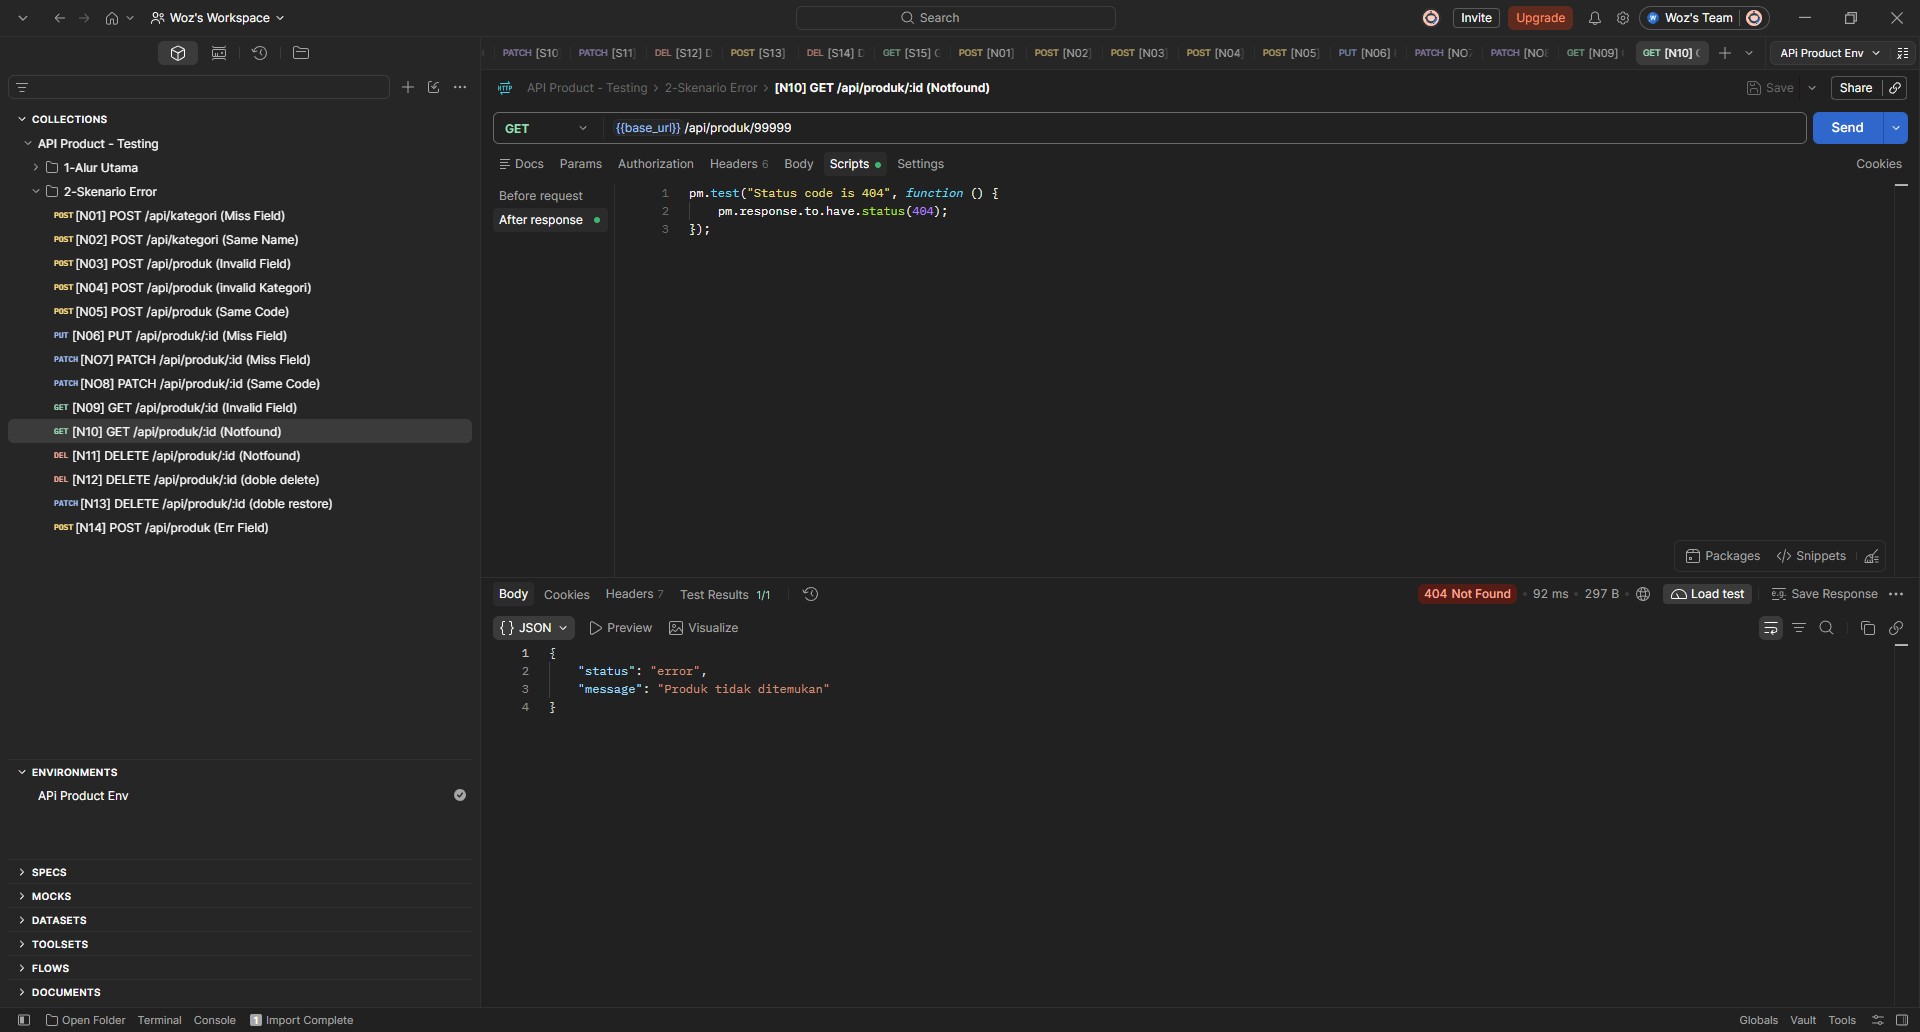 Woz's Workspace
Search
Invite
Upgrade
Woz's Team
PATCH [S10
PATCH [S11]
DEL [S12] D
POST [S13]
DEL [S14] D
GET [S15]
POST [N01]
POST [N02]
POST [N03
POST [N04
POST [N05]
PUT [N06]
PATCH [NO7
PATCH [NO8
GET [N09]
GET [N10]
APi Product Env
API Product - Testing > 2-Skenario Error > [N10] GET /api/produk/:id (Notfound)
Save
Share
GET
{{base_url}} /api/produk/99999
Send
Docs
Params
Authorization
Headers 6
Body
Scripts
Settings
Cookies
Before request
After response
1 pm.test("Status code is 404", function () {
2 pm.response.to.have.status(404);
3 });
Packages
Snippets
COLLECTIONS
API Product - Testing
1-Alur Utama
2-Skenario Error
POST [N01] POST /api/kategori (Miss Field)
POST [N02] POST /api/kategori (Same Name)
POST [N03] POST /api/produk (Invalid Field)
POST [N04] POST /api/produk (invalid Kategori)
POST [N05] POST /api/produk (Same Code)
PUT [N06] PUT /api/produk/:id (Miss Field)
PATCH [NO7] PATCH /api/produk/:id (Miss Field)
PATCH [NO8] PATCH /api/produk/:id (Same Code)
GET [N09] GET /api/produk/:id (Invalid Field)
GET [N10] GET /api/produk/:id (Notfound)
DEL [N11] DELETE /api/produk/:id (Notfound)
DEL [N12] DELETE /api/produk/:id (doble delete)
PATCH [N13] DELETE /api/produk/:id (doble restore)
POST [N14] POST /api/produk (Err Field)
ENVIRONMENTS
APi Product Env
SPECS
MOCKS
DATASETS
TOOLSETS
FLOWS
DOCUMENTS
Body
Cookies
Headers 7
Test Results 1/1
404 Not Found
92 ms
297 B
Load test
e.g. Save Response
{} JSON
Preview
Visualize
1 {
2 "status": "error",
3 "message": "Produk tidak ditemukan"
4 }
Open Folder
Terminal
Console
1 Import Complete
Globals
Vault
Tools